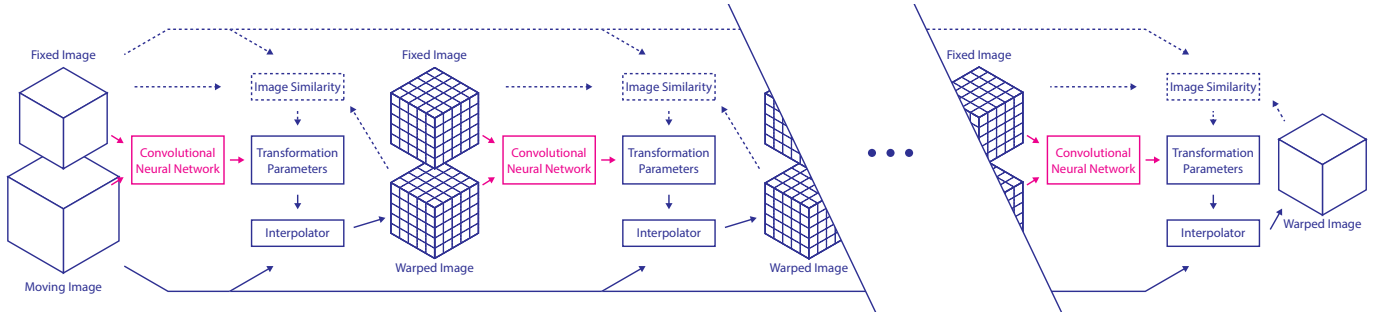 Fixed Image
Moving Image
Convolutional
Neural Network
Image Similarity
Transformation
Parameters
Interpolator
Fixed Image
Warped Image
Convolutional
Neural Network
Image Similarity
Transformation
Parameters
Interpolator
Warped Image
Fixed Image
Convolutional
Neural Network
Image Similarity
Transformation
Parameters
Interpolator
Warped Image